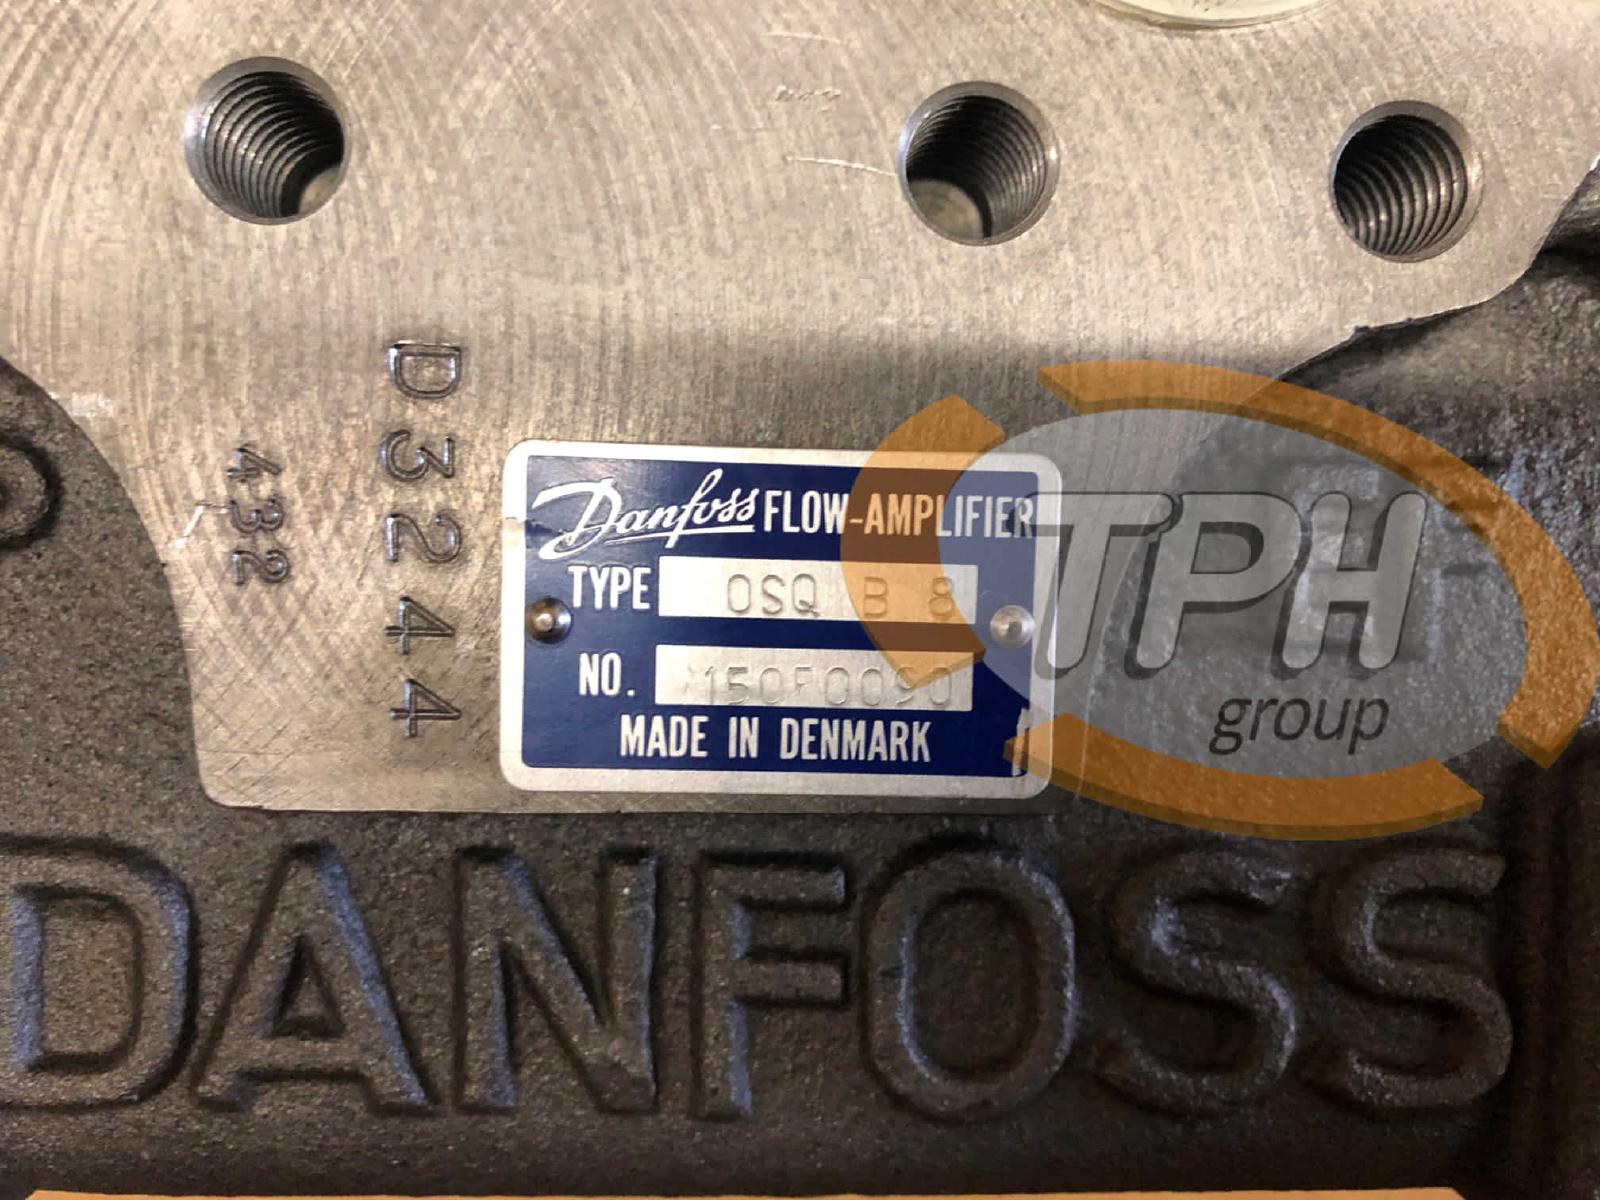 D3244
432
Danfoss FLOW-AMPLIFIER
TYPE OSQ B 8
NO. 150F0090
MADE IN DENMARK
TPH
group
DANFOSS